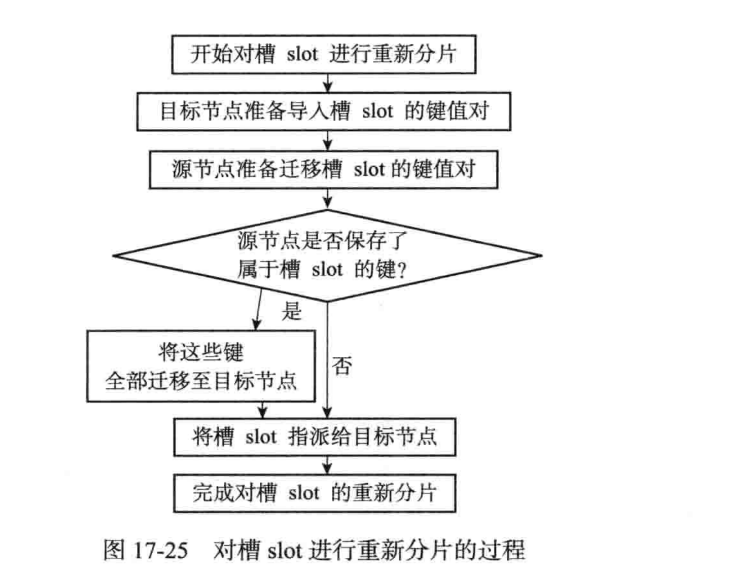 开始对槽 slot 进行重新分片
目标节点准备导入槽 slot 的键值对
源节点准备迁移槽 slot 的键值对
源节点是否保存了
属于槽 slot 的键?
是
将这些键
全部迁移至目标节点
否
将槽 slot 指派给目标节点
完成对槽 slot 的重新分片
图 17-25 对槽 slot 进行重新分片的过程